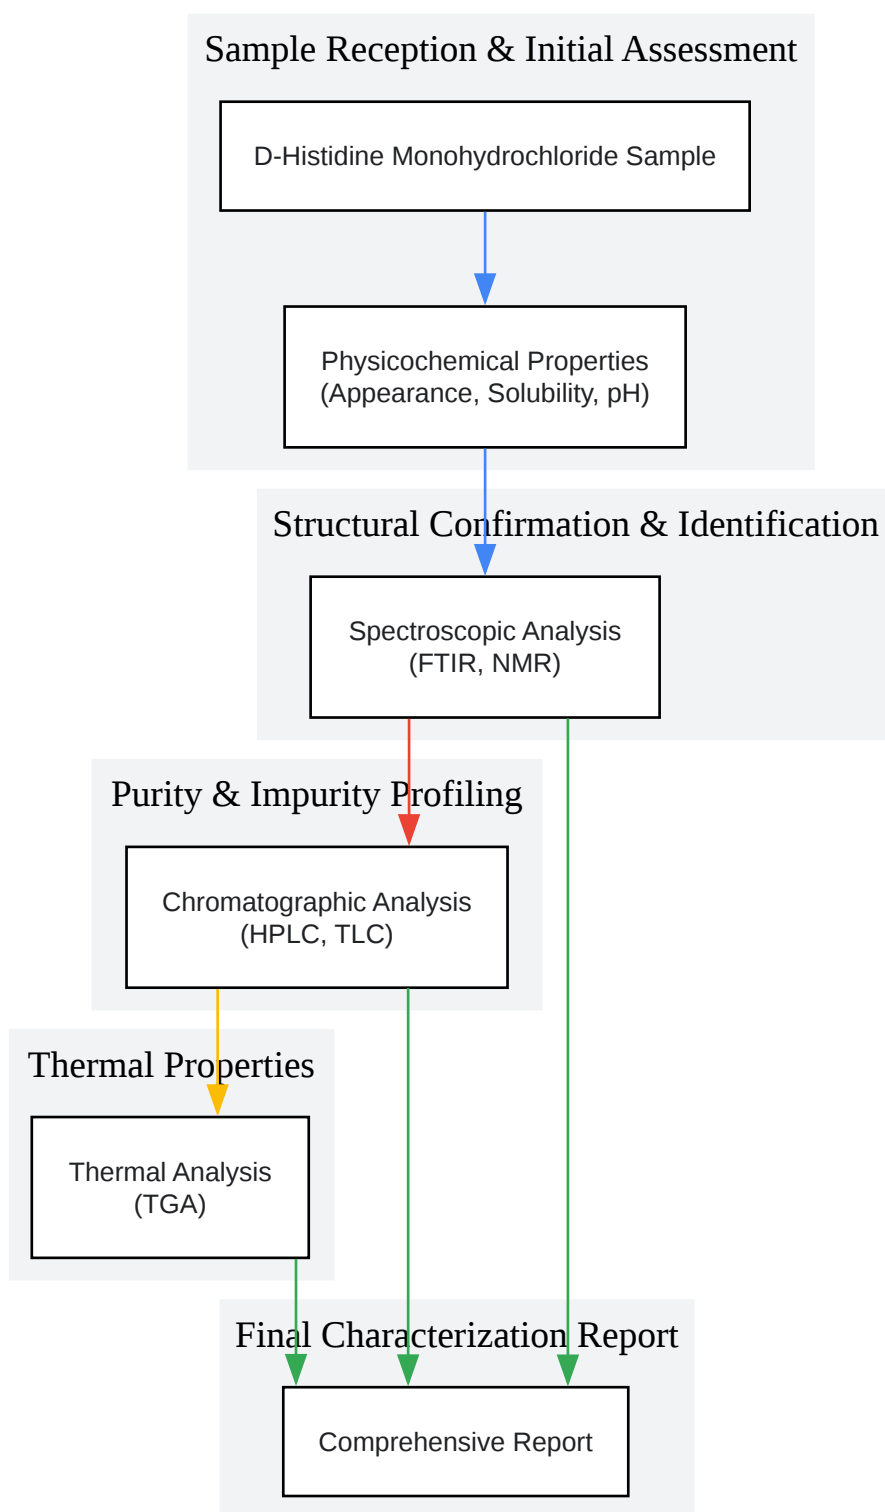 Sample Reception & Initial Assessment
D-Histidine Monohydrochloride Sample
Physicochemical Properties
(Appearance, Solubility, pH)
Structural Confirmation & Identification
Spectroscopic Analysis
(FTIR, NMR)
Purity & Impurity Profiling
Chromatographic Analysis
(HPLC, TLC)
Thermal Properties
Thermal Analysis
(TGA)
Final Characterization Report
Comprehensive Report